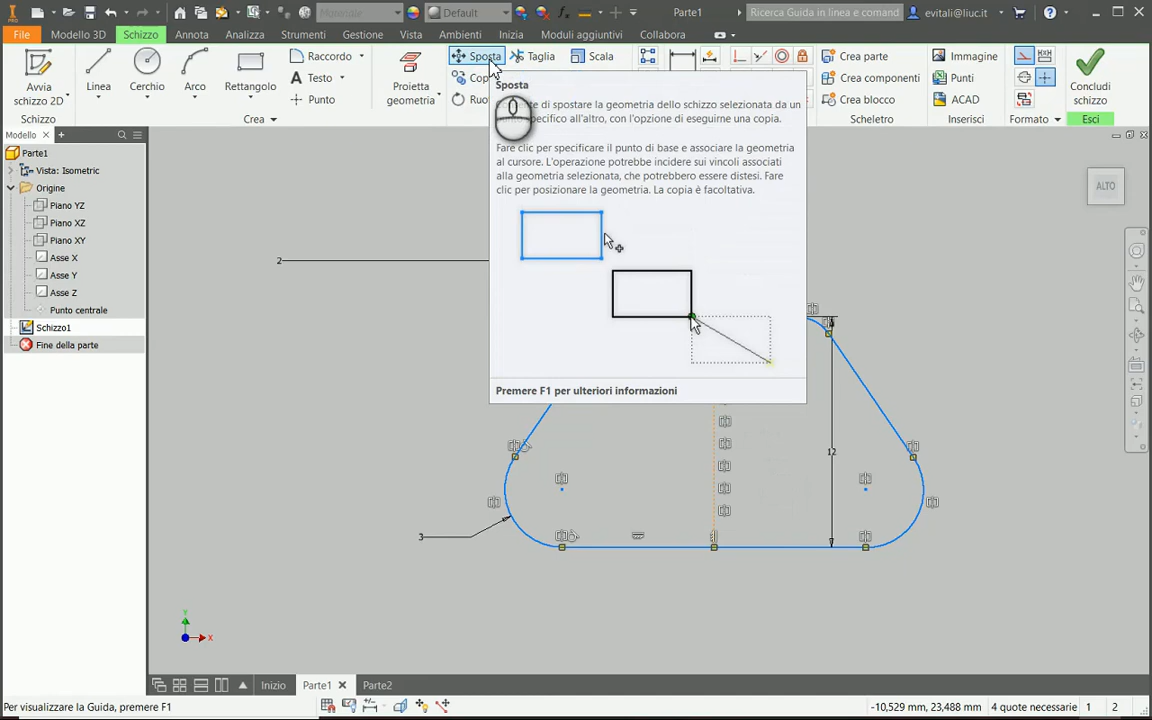 PRO
Materiale
Default
Parte1
Ricerca Guida in linea e comand
evitali@liuc.it
File
Modello 3D
Schizzo
Annota
Analizza
Strumenti
Gestione
Vista
Ambienti
Inizia
Moduli aggiuntivi
Collabora
Avvia
schizzo 2D
Linea
Cerchio
Arco
Rettangolo
Raccordo
Testo
Punto
Proietta
geometria
Sposta
Taglia
Scala
Crea parte
Crea componenti
Crea blocco
Immagine
Punti
ACAD
Concludi
schizzo
Schizzo
Crea
Scheletro
Inserisci
Formato
Esci
Sposta
di spostare la geometria dello schizzo selezionata da un
specifico all'altro, con l'opzione di eseguirne una copia.
Fare clic per specificare il punto di base e associare la geometria
al cursore. L'operazione potrebbe incidere sui vincoli associati
alla geometria selezionata, che potrebbero essere distesi. Fare
clic per posizionare la geometria. La copia è facoltativa.
Premere F1 per ulteriori informazioni
Modello
Parte1
Vista: Isometric
Origine
Piano YZ
Piano XZ
Piano XY
Asse X
Asse Y
Asse Z
Punto centrale
Schizzo1
Fine della parte
ALTO
2
12
3
Y
X
Inizio
Parte1
Parte2
Per visualizzare la Guida, premere F1
-10,529 mm, 23,488 mm
4 quote necessarie
1
2